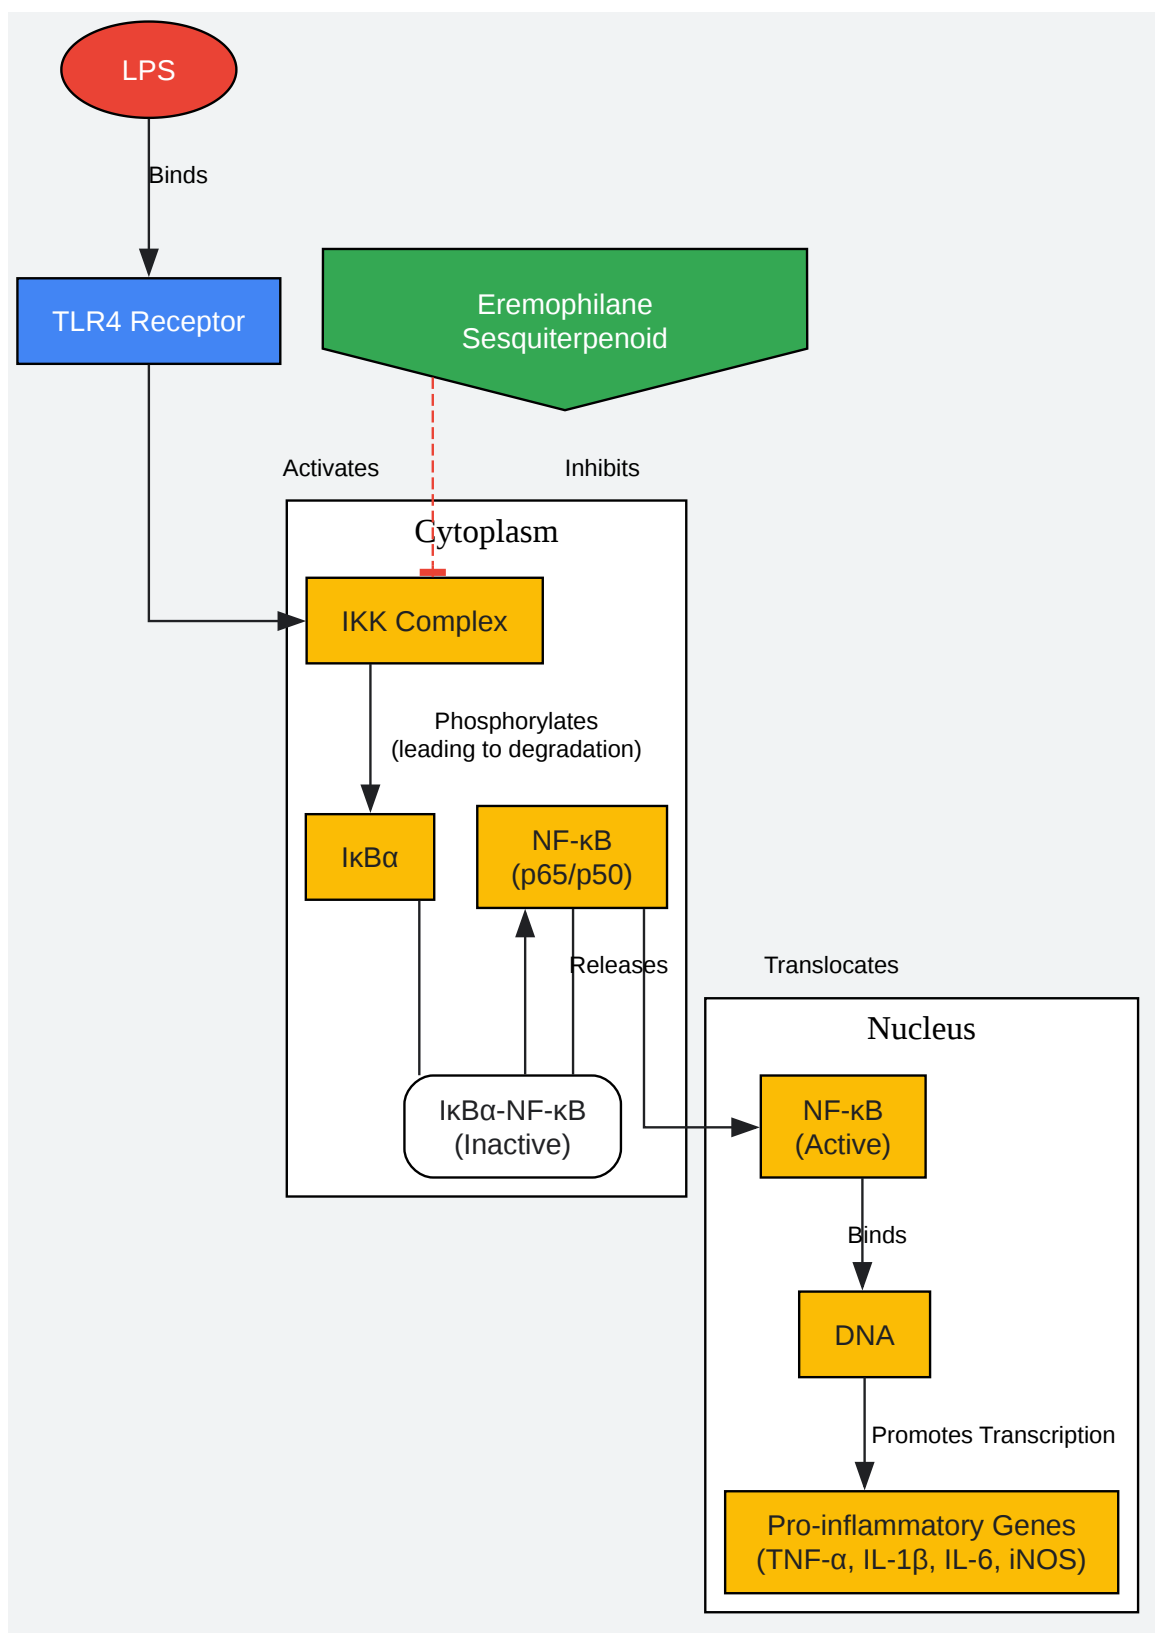 LPS
Binds
TLR4 Receptor
Eremophilane
Sesquiterpenoid
Activates
Inhibits
Cytoplasm
IKK Complex
Phosphorylates
(leading to degradation)
IκBα
NF-κB
(p65/p50)
Releases
Translocates
IκBα-NF-κB
(Inactive)
Nucleus
NF-κB
(Active)
Binds
DNA
Promotes Transcription
Pro-inflammatory Genes
(TNF-α, IL-1β, IL-6, iNOS)